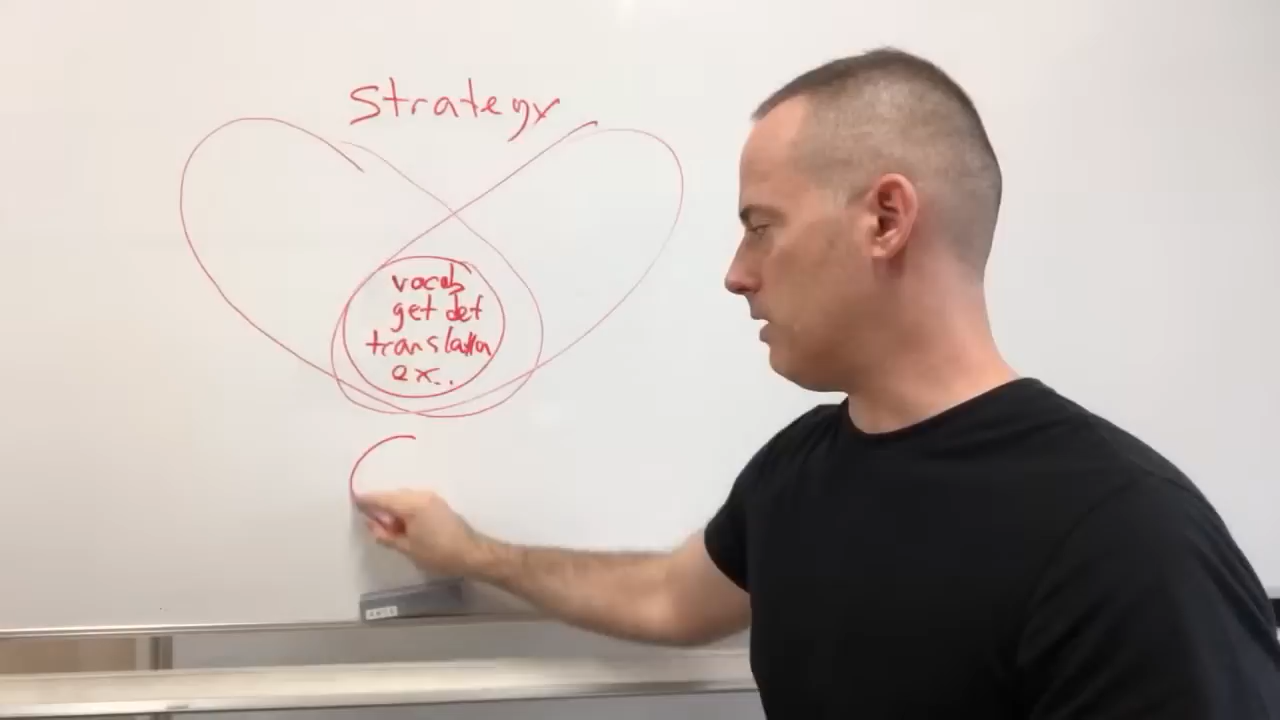 strategy
vocab
get def
translation
ex..